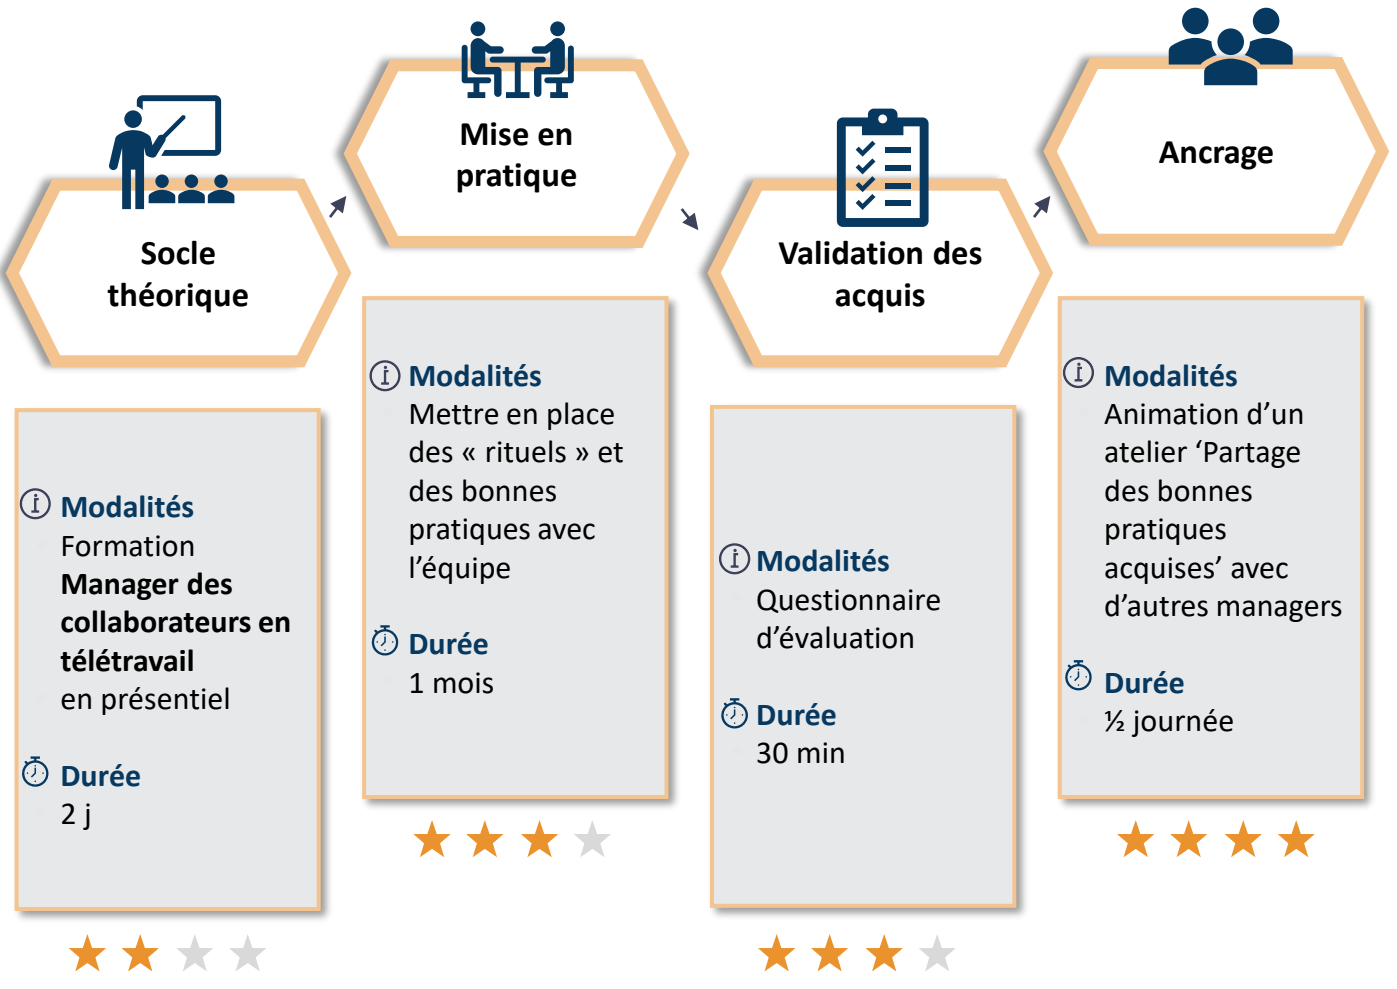 Socle
théorique
Modalités
Formation
Manager des
collaborateurs en
télétravail
en présentiel
Durée
2 j
Mise en
pratique
Modalités
Mettre en place
des « rituels » et
des bonnes
pratiques avec
l’équipe
Durée
1 mois
Validation des
acquis
Modalités
Questionnaire
d’évaluation
Durée
30 min
Ancrage
Modalités
Animation d’un
atelier ‘Partage
des bonnes
pratiques
acquises’ avec
d’autres managers
Durée
½ journée